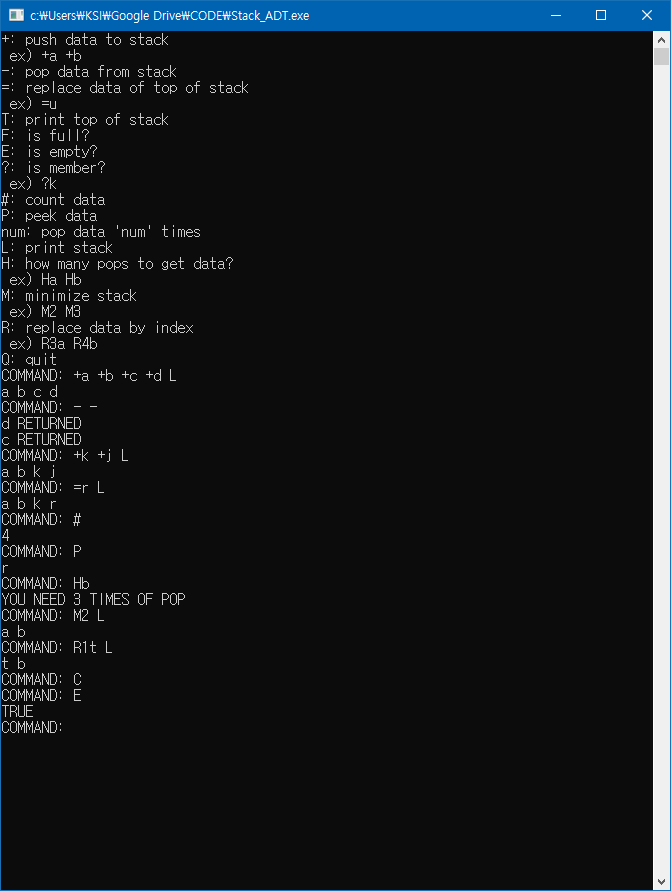 c:₩Users₩KSI₩Google Drive₩CODE₩Stack_ADT.exe
+: push data to stack
 ex) +a +b
-: pop data from stack
=: replace data of top of stack
 ex) =u
T: print top of stack
F: is full?
E: is empty?
?: is member?
 ex) ?k
#: count data
P: peek data
num: pop data 'num' times
L: print stack
H: how many pops to get data?
 ex) Ha Hb
M: minimize stack
 ex) M2 M3
R: replace data by index
 ex) R3a R4b
Q: quit
COMMAND: +a +b +c +d L
a b c d
COMMAND: - -
d RETURNED
c RETURNED
COMMAND: +k +j L
a b k j
COMMAND: =r L
a b k r
COMMAND: #
4
COMMAND: P
r
COMMAND: Hb
YOU NEED 3 TIMES OF POP
COMMAND: M2 L
a b
COMMAND: R1t L
t b
COMMAND: C
COMMAND: E
TRUE
COMMAND: